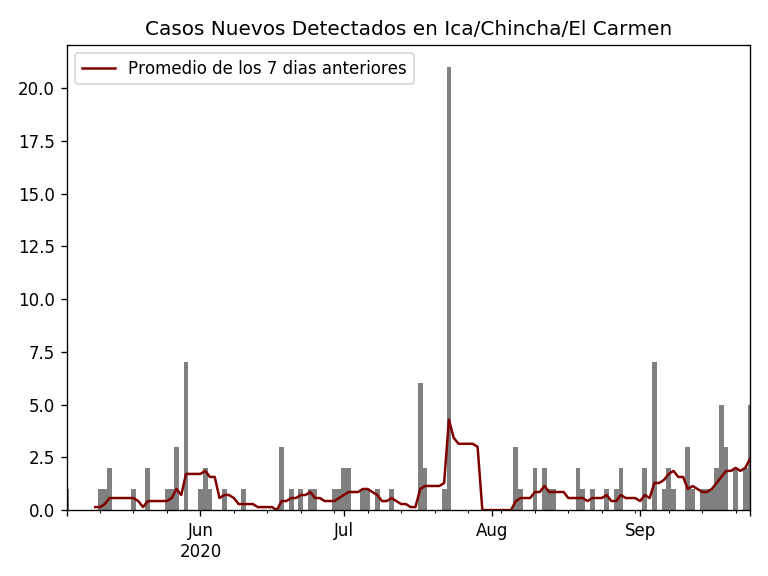 Casos Nuevos Detectados en Ica/Chincha/El Carmen
Promedio de los 7 dias anteriores
20.0
17.5
15.0
12.5
10.0
7.5
5.0
2.5
0.0
Jun
2020
Jul
Aug
Sep